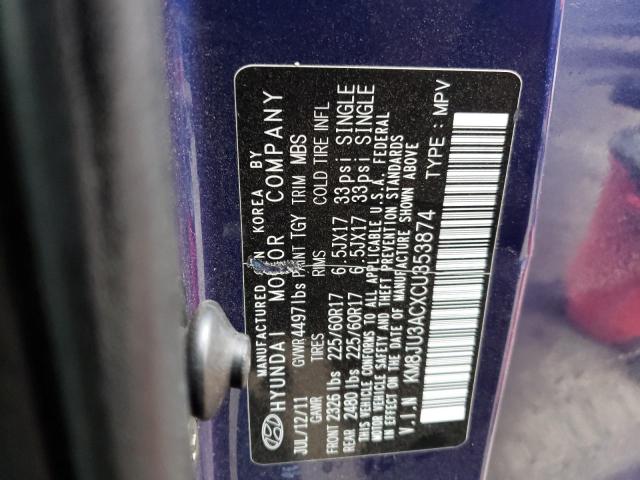 MANUFACTURED IN KOREA BY
HYUNDAI MOTOR COMPANY
JUL/12/11 GVWR 4497 lbs PAINT TGY TRIM MBS
GAWR TIRES RIMS COLD TIRE INFL
FRONT 2326 lbs 225/60R17 6.5JX17 33psi SINGLE
REAR 2480 lbs 225/60R17 6.5JX17 33psi SINGLE
THIS VEHICLE CONFORMS TO ALL APPLICABLE U.S.A. FEDERAL
MOTOR VEHICLE SAFETY AND THEFT PREVENTION STANDARDS
IN EFFECT ON THE DATE OF MANUFACTURE SHOWN ABOVE
V.I.N KM8JU3ACXCU353874 TYPE : MPV